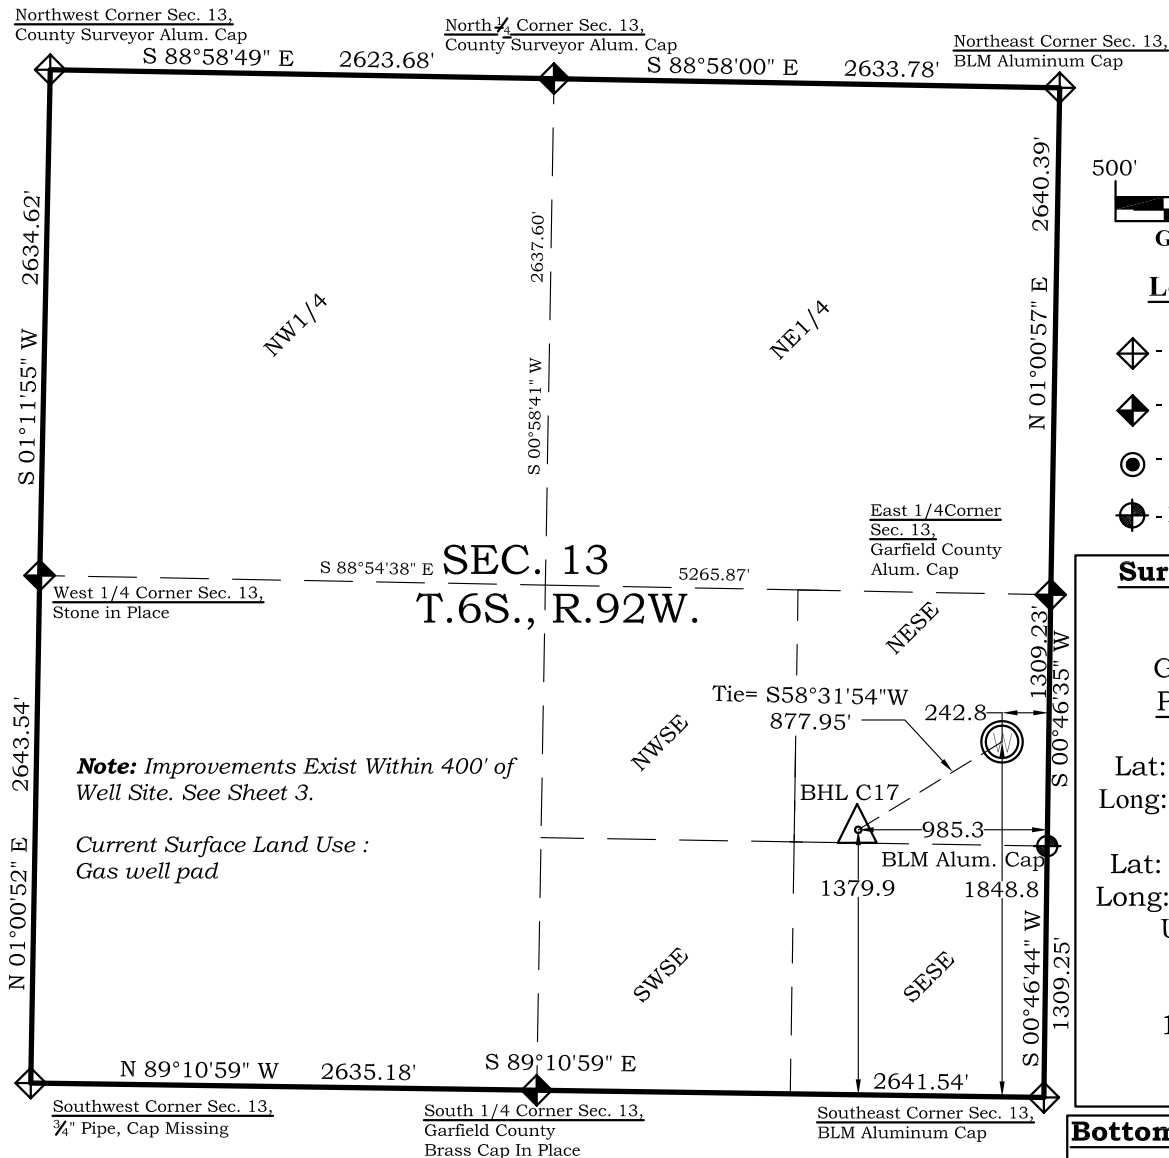 Northwest Corner Sec. 13,
County Surveyor Alum. Cap
North 1/4 Corner Sec. 13,
County Surveyor Alum. Cap
Northeast Corner Sec. 13,
BLM Aluminum Cap
S 88°58'49" E 2623.68'
S 88°58'00" E 2633.78'
2634.62'
S 01°11'55" W
2637.60'
S 00°58'41" W
2640.39'
N 01°00'57" E
500'
G
L
NW1/4
NE1/4
-
-
-
-
East 1/4Corner
Sec. 13,
Garfield County
Alum. Cap
S 88°54'38" E
SEC. 13
5265.87'
T.6S., R.92W.
West 1/4 Corner Sec. 13,
Stone in Place
Sur
NESE
1309.23'
S 00°46'35" W
G
P
Tie= S58°31'54"W
877.95'
242.8
NWSE
2643.54'
N 01°00'52" E
Note: Improvements Exist Within 400' of
Well Site. See Sheet 3.
Current Surface Land Use :
Gas well pad
Lat:
Long:
BHL C17
985.3
BLM Alum. Cap
1379.9
1848.8
Lat:
Long:
U
1
SWSE
SESE
S 00°46'44" W
1309.25'
N 89°10'59" W 2635.18'
S 89°10'59" E
2641.54'
Southwest Corner Sec. 13,
3/4" Pipe, Cap Missing
South 1/4 Corner Sec. 13,
Garfield County
Brass Cap In Place
Southeast Corner Sec. 13,
BLM Aluminum Cap
Bottom